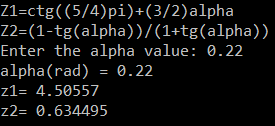 Z1=ctg((5/4)pi)+(3/2)alpha
Z2=(1-tg(alpha))/(1+tg(alpha))
Enter the alpha value: 0.22
alpha(rad) = 0.22
z1= 4.50557
z2= 0.634495